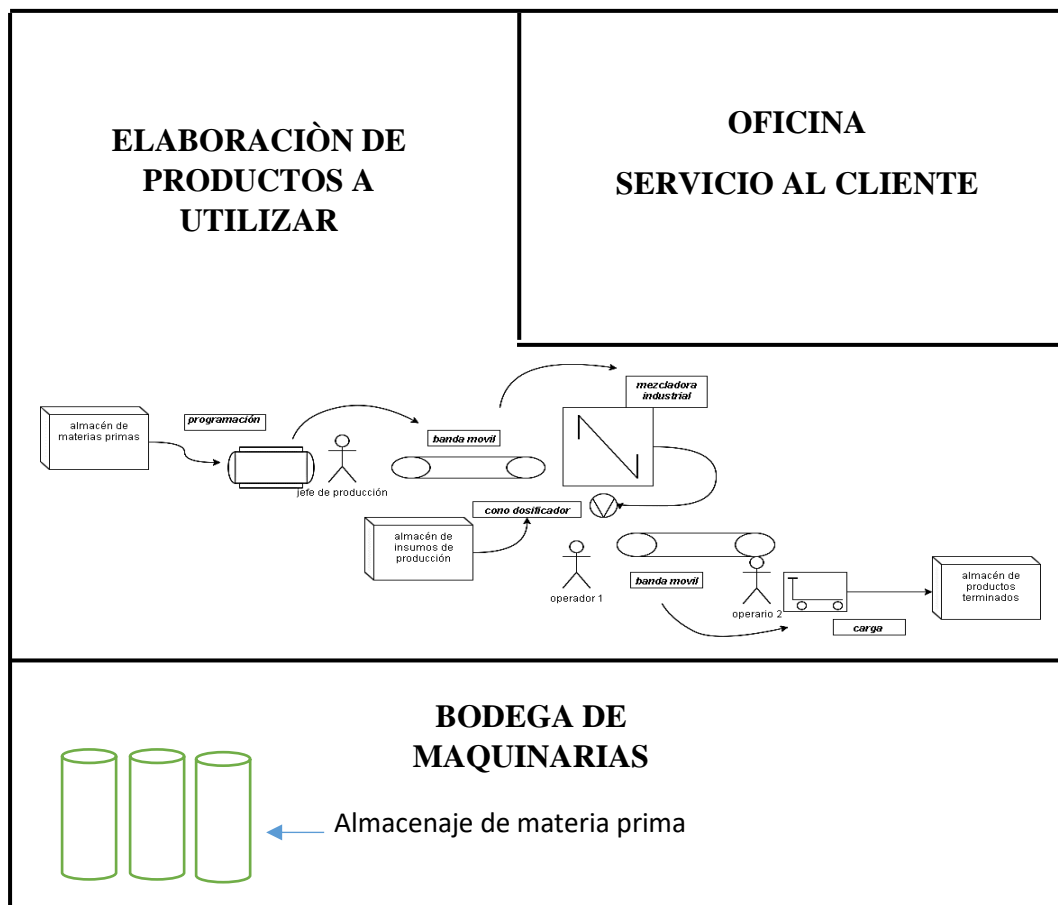 ELABORACIÒN DE
PRODUCTOS A
UTILIZAR
OFICINA
SERVICIO AL CLIENTE
almacén de
materias primas
programación
jefe de producción
banda movil
mezcladora
industrial
cono dosificador
almacén de
insumos de
producción
operador 1
banda movil
operario 2
carga
almacén de
productos
terminados
BODEGA DE
MAQUINARIAS
Almacenaje de materia prima